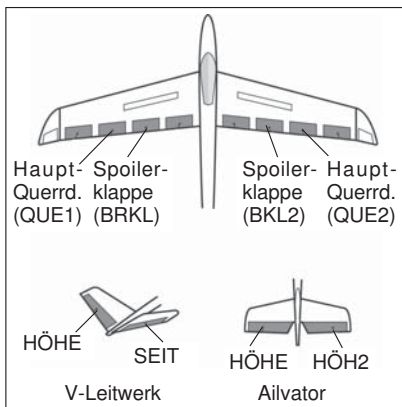 Haupt-
Querrd.
(QUE1)
Spoiler-
klappe
(BRKL)
Spoiler-
klappe
(BKL2)
Haupt-
Querrd.
(QUE2)
HÖHE
SEIT
V-Leitwerk
HÖHE
HÖH2
Ailvator